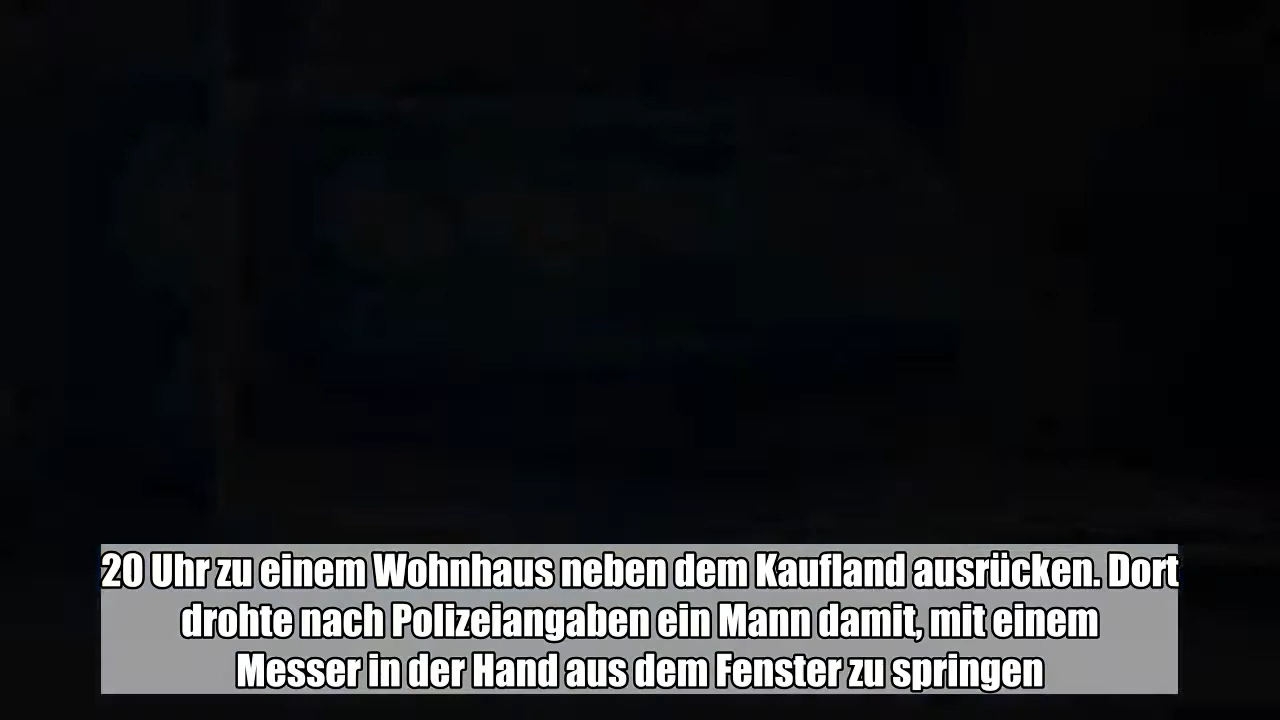 20 Uhr zu einem Wohnhaus neben dem Kaufland ausrücken. Dort
drohte nach Polizeiangaben ein Mann damit, mit einem
Messer in der Hand aus dem Fenster zu springen